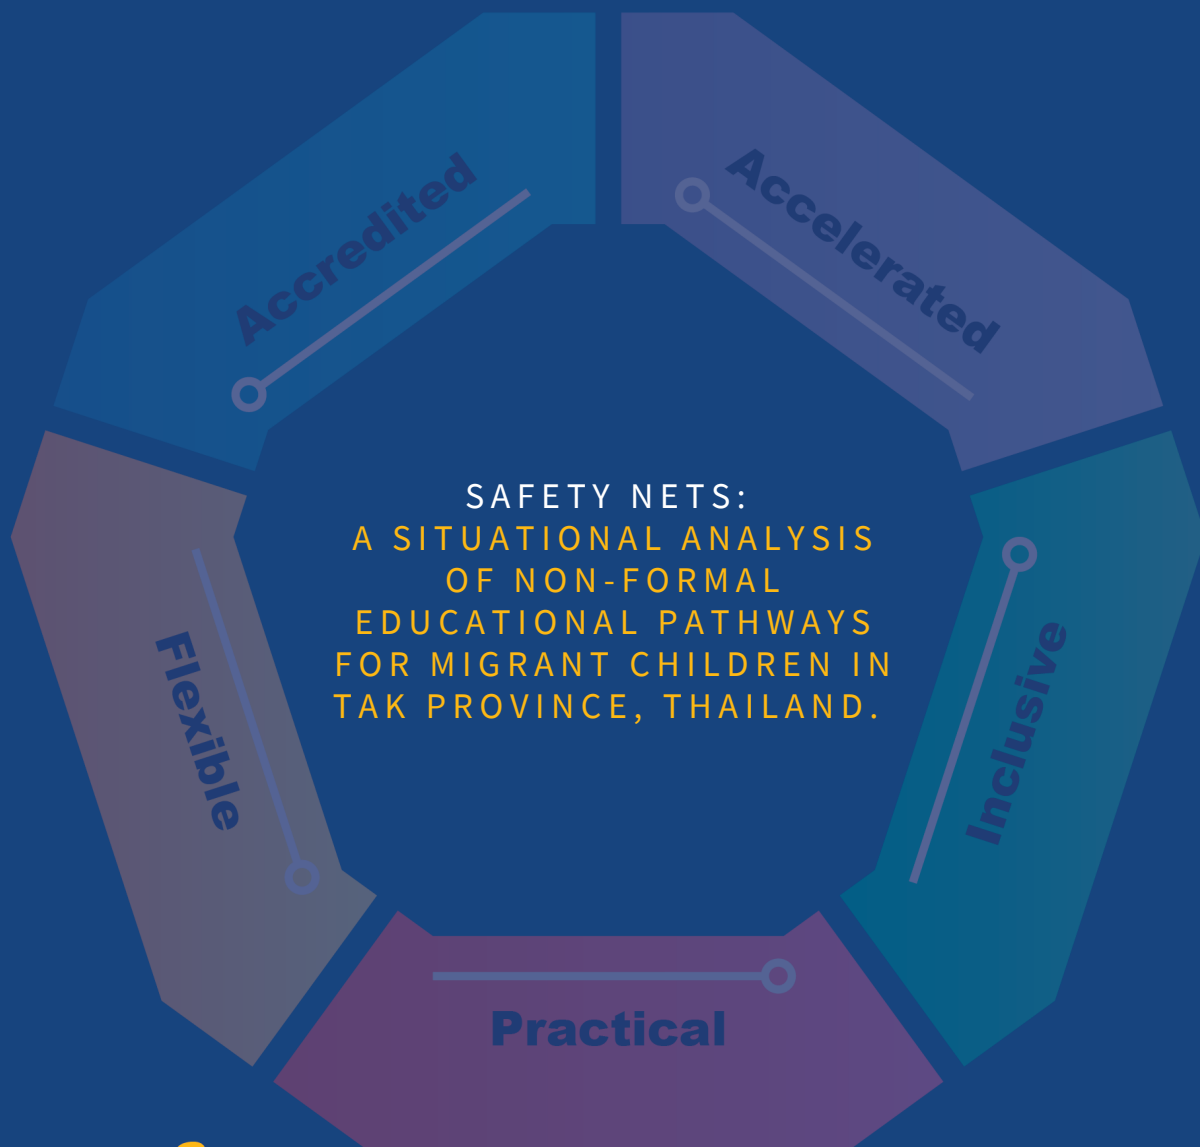 Accredited
Accelerated
SAFETY NETS:
A SITUATIONAL ANALYSIS
OF NON-FORMAL
EDUCATIONAL PATHWAYS
FOR MIGRANT CHILDREN IN
TAK PROVINCE, THAILAND.
Flexible
Inclusive
Practical